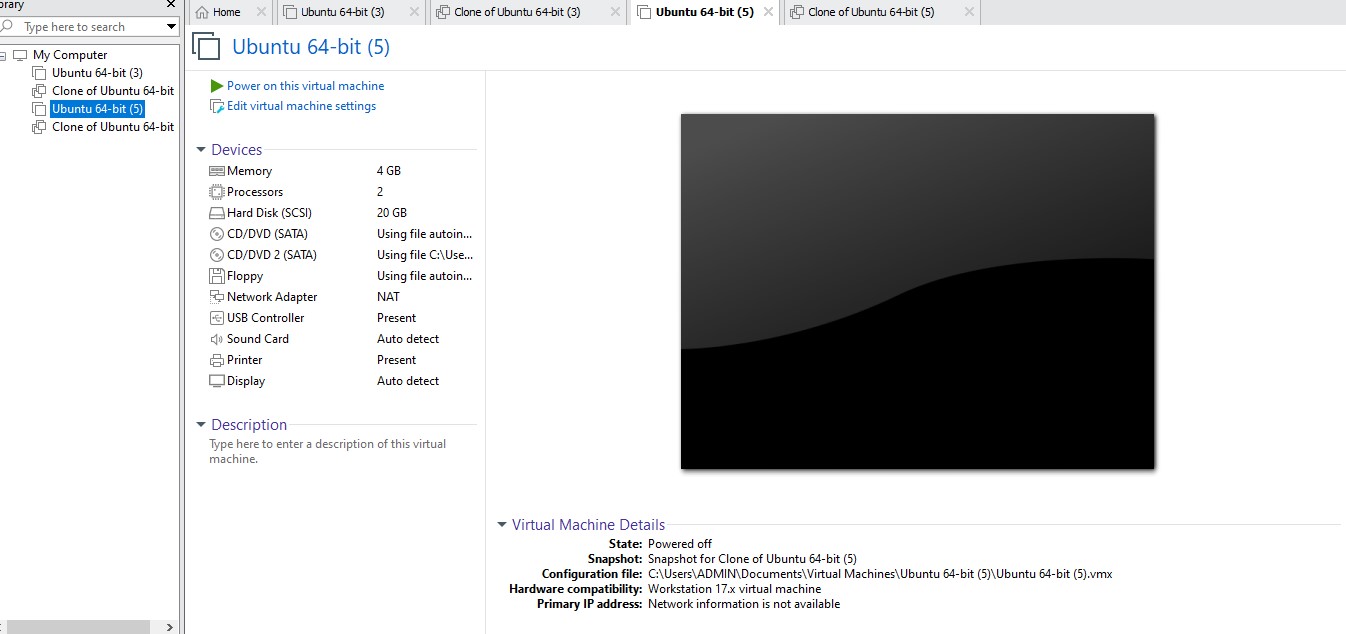 orary
Home
Ubuntu 64-bit (3)
Clone of Ubuntu 64-bit (3)
Ubuntu 64-bit (5)
Clone of Ubuntu 64-bit (5)
Type here to search
My Computer
Ubuntu 64-bit (3)
Clone of Ubuntu 64-bit
Ubuntu 64-bit (5)
Clone of Ubuntu 64-bit
Ubuntu 64-bit (5)
Power on this virtual machine
Edit virtual machine settings
Devices
Memory 4 GB
Processors 2
Hard Disk (SCSI) 20 GB
CD/DVD (SATA) Using file autoin...
CD/DVD 2 (SATA) Using file C:\Use...
Floppy Using file autoin...
Network Adapter NAT
USB Controller Present
Sound Card Auto detect
Printer Present
Display Auto detect
Description
Type here to enter a description of this virtual
machine.
Virtual Machine Details
State: Powered off
Snapshot: Snapshot for Clone of Ubuntu 64-bit (5)
Configuration file: C:\Users\ADMIN\Documents\Virtual Machines\Ubuntu 64-bit (5)\Ubuntu 64-bit (5).vmx
Hardware compatibility: Workstation 17.x virtual machine
Primary IP address: Network information is not available